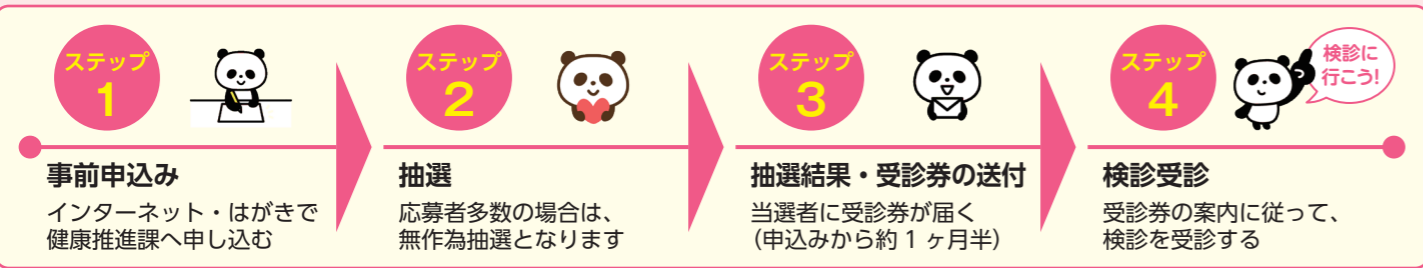 ステップ
1
事前申込み
インターネット・はがきで
健康推進課へ申し込む
ステップ
2
抽選
応募者多数の場合は、
無作為抽選となります
ステップ
3
抽選結果・受診券の送付
当選者に受診券が届く
（申込みから約 1 ヶ月半）
ステップ
4
検診に
行こう!
検診受診
受診券の案内に従って、
検診を受診する